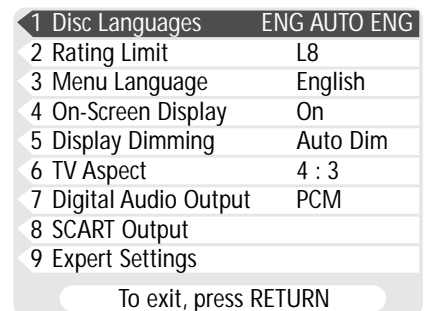 1 Disc Languages ENG AUTO ENG
2 Rating Limit L8
3 Menu Language English
4 On-Screen Display On
5 Display Dimming Auto Dim
6 TV Aspect 4 : 3
7 Digital Audio Output PCM
8 SCART Output
9 Expert Settings
To exit, press RETURN